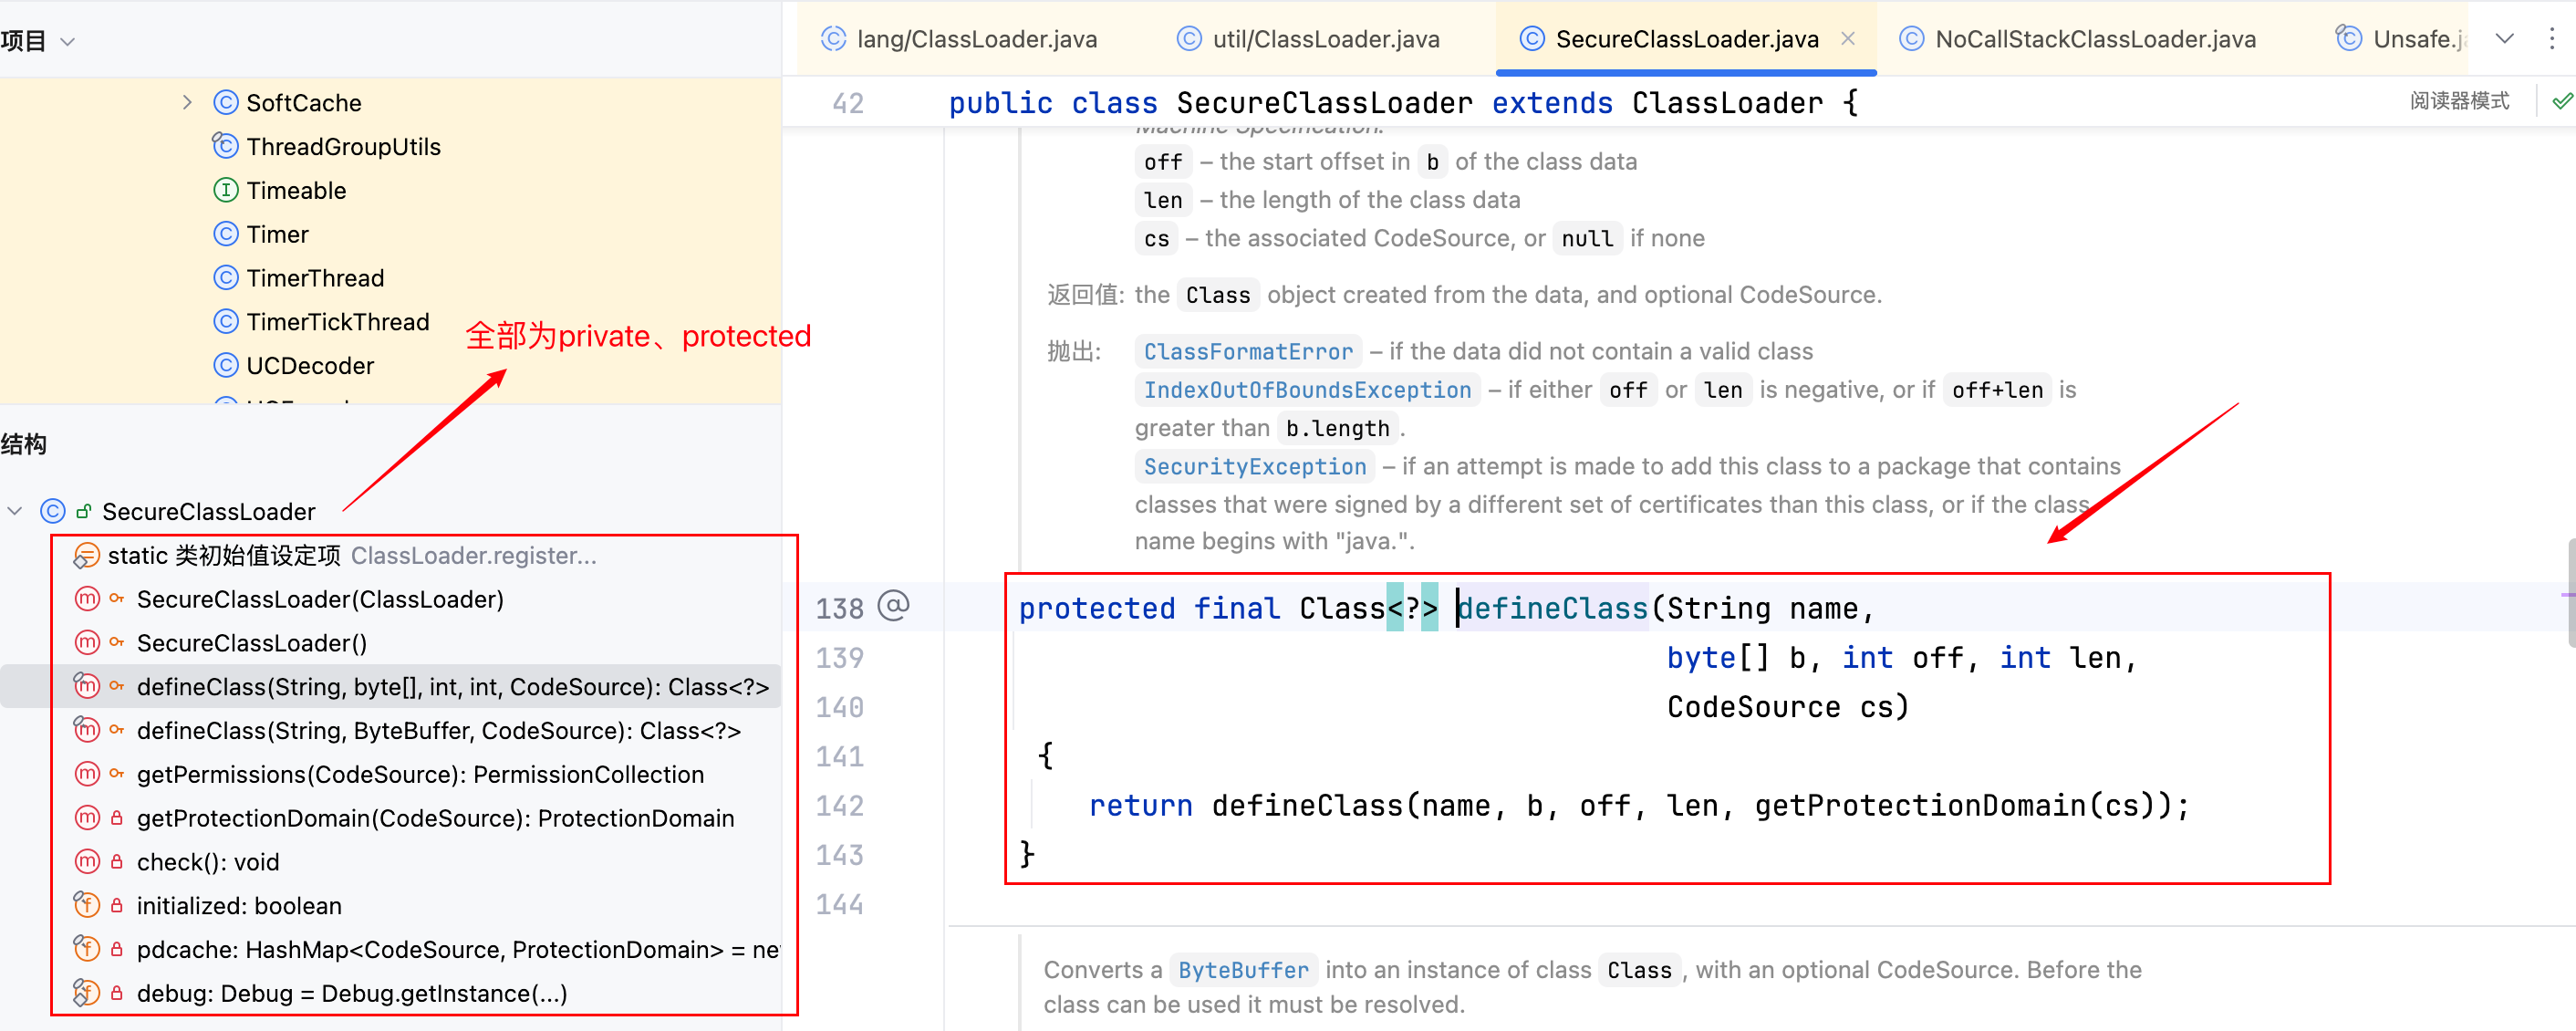 项目
lang/ClassLoader.java
util/ClassLoader.java
SecureClassLoader.java
NoCallStackClassLoader.java
Unsafe.ja
SoftCache
ThreadGroupUtils
Timeable
Timer
TimerThread
TimerTickThread
UCDecoder
全部为private、protected
结构
SecureClassLoader
static 类初始值设定项 ClassLoader.register...
SecureClassLoader(ClassLoader)
SecureClassLoader()
defineClass(String, byte[], int, int, CodeSource): Class<?>
defineClass(String, ByteBuffer, CodeSource): Class<?>
getPermissions(CodeSource): PermissionCollection
getProtectionDomain(CodeSource): ProtectionDomain
check(): void
initialized: boolean
pdcache: HashMap<CodeSource, ProtectionDomain> = ne
debug: Debug = Debug.getInstance(...)
42 public class SecureClassLoader extends ClassLoader {
阅读器模式
Machine Specification.
off – the start offset in b of the class data
len – the length of the class data
cs – the associated CodeSource, or null if none
返回值: the Class object created from the data, and optional CodeSource.
抛出: ClassFormatError – if the data did not contain a valid class
IndexOutOfBoundsException – if either off or len is negative, or if off+len is
greater than b.length.
SecurityException – if an attempt is made to add this class to a package that contains
classes that were signed by a different set of certificates than this class, or if the class
name begins with "java.".
138 @ protected final Class<?> defineClass(String name,
139 byte[] b, int off, int len,
140 CodeSource cs)
141 {
142 return defineClass(name, b, off, len, getProtectionDomain(cs));
143 }
144
Converts a ByteBuffer into an instance of class Class, with an optional CodeSource. Before the
class can be used it must be resolved.